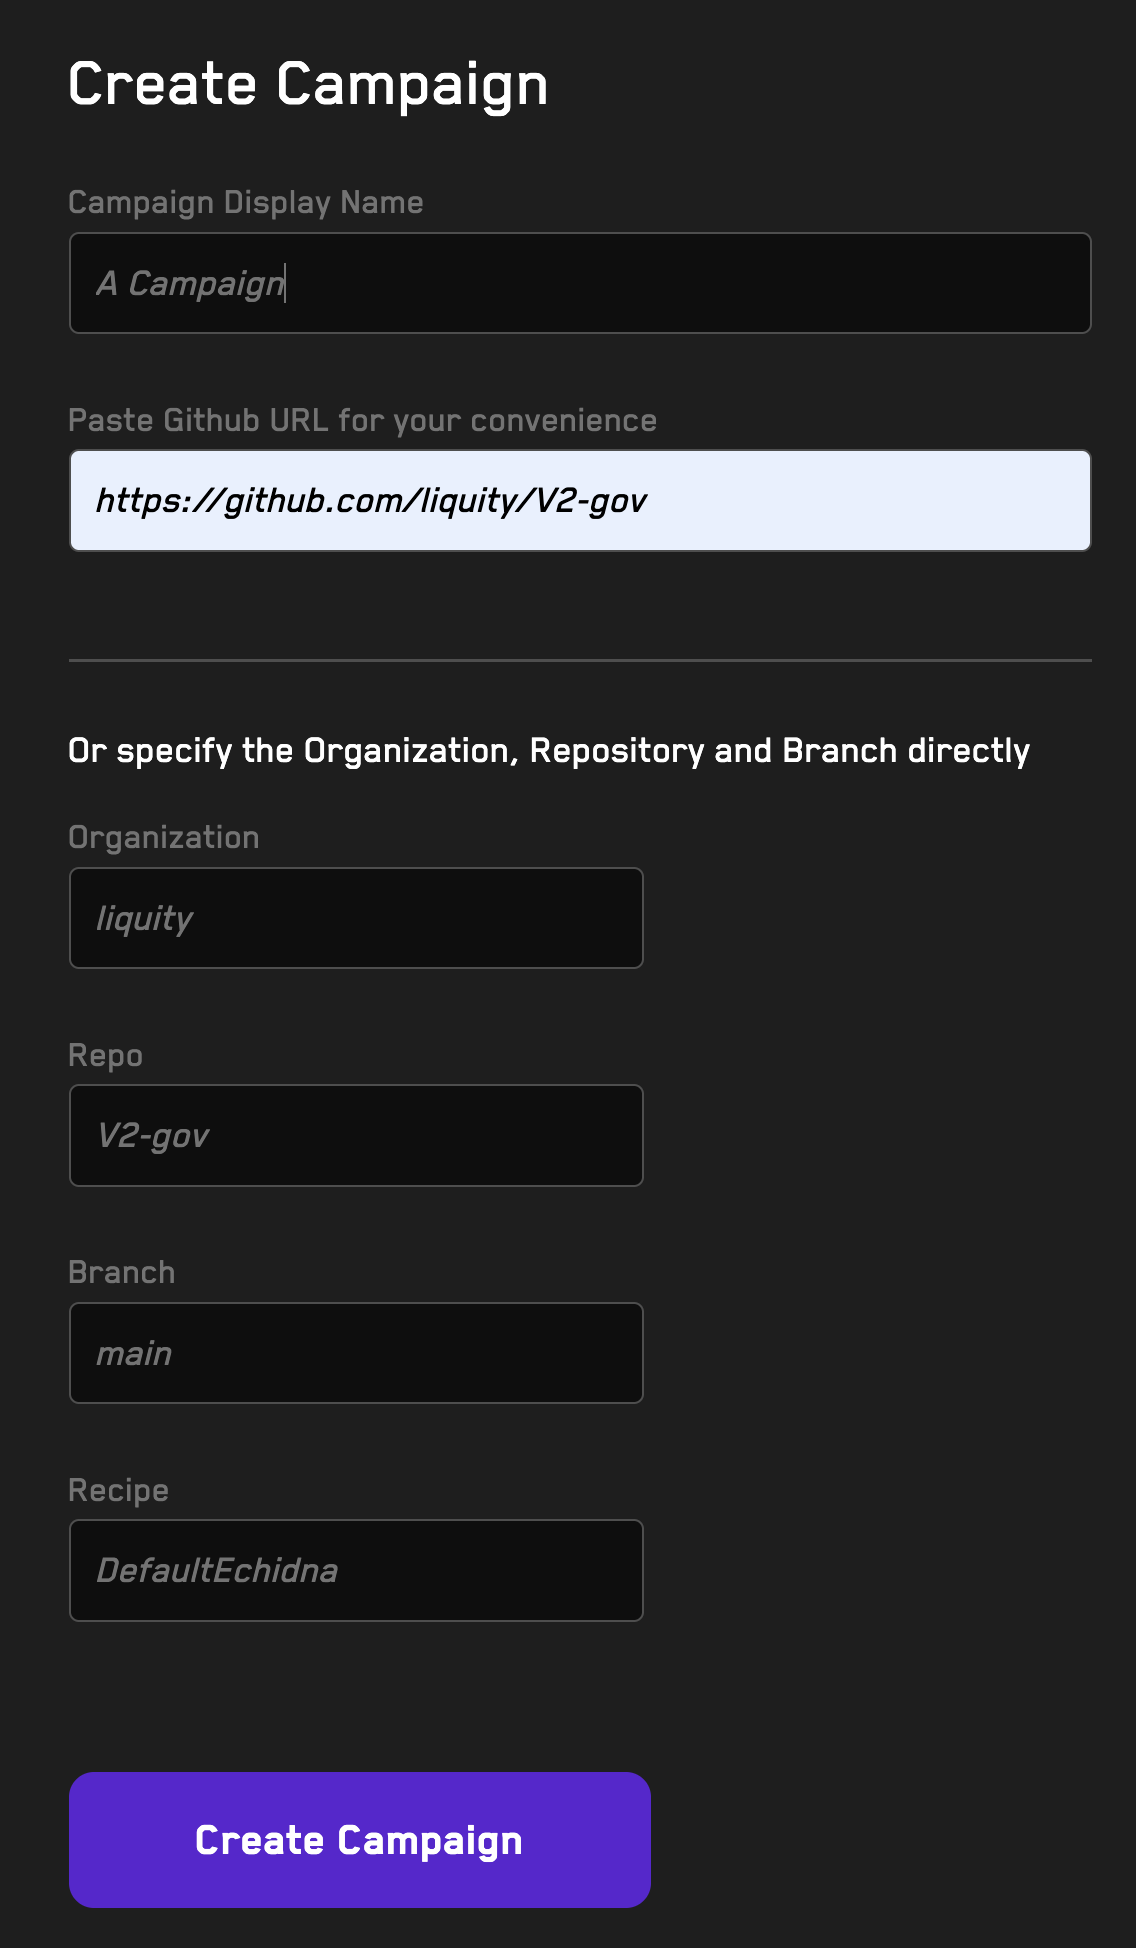 Create Campaign
Campaign Display Name
A Campaign
Paste Github URL for your convenience
https://github.com/liquity/V2-gov
Or specify the Organization, Repository and Branch directly
Organization
liquity
Repo
V2-gov
Branch
main
Recipe
DefaultEchidna
Create Campaign